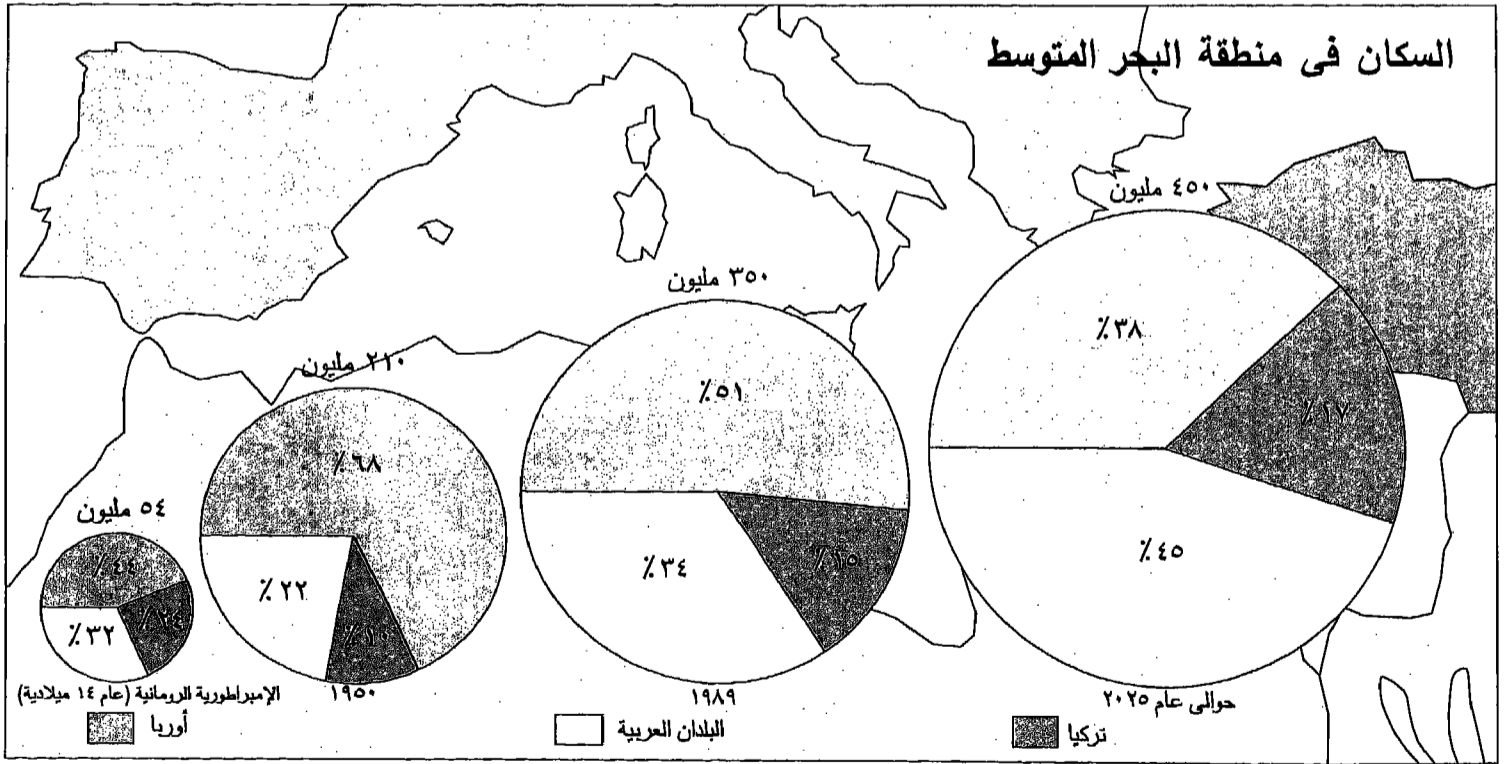 السكان فى منطقة البحر المتوسط
٤٥٠ مليون
٣٨٪
١٧٪
٤٥٪
حوالى عام ٢٠٢٥
٣٥٠ مليون
٥١٪
١٥٪
٣٤٪
١٩٨٩
٢١٠ مليون
٦٨٪
١٠٪
٢٢٪
١٩٥٠
٥٤ مليون
٤٤٪
٢٤٪
٣٢٪
الإمبراطورية الرومانية (عام ١٤ ميلادية)
تركيا
البلدان العربية
أوربا